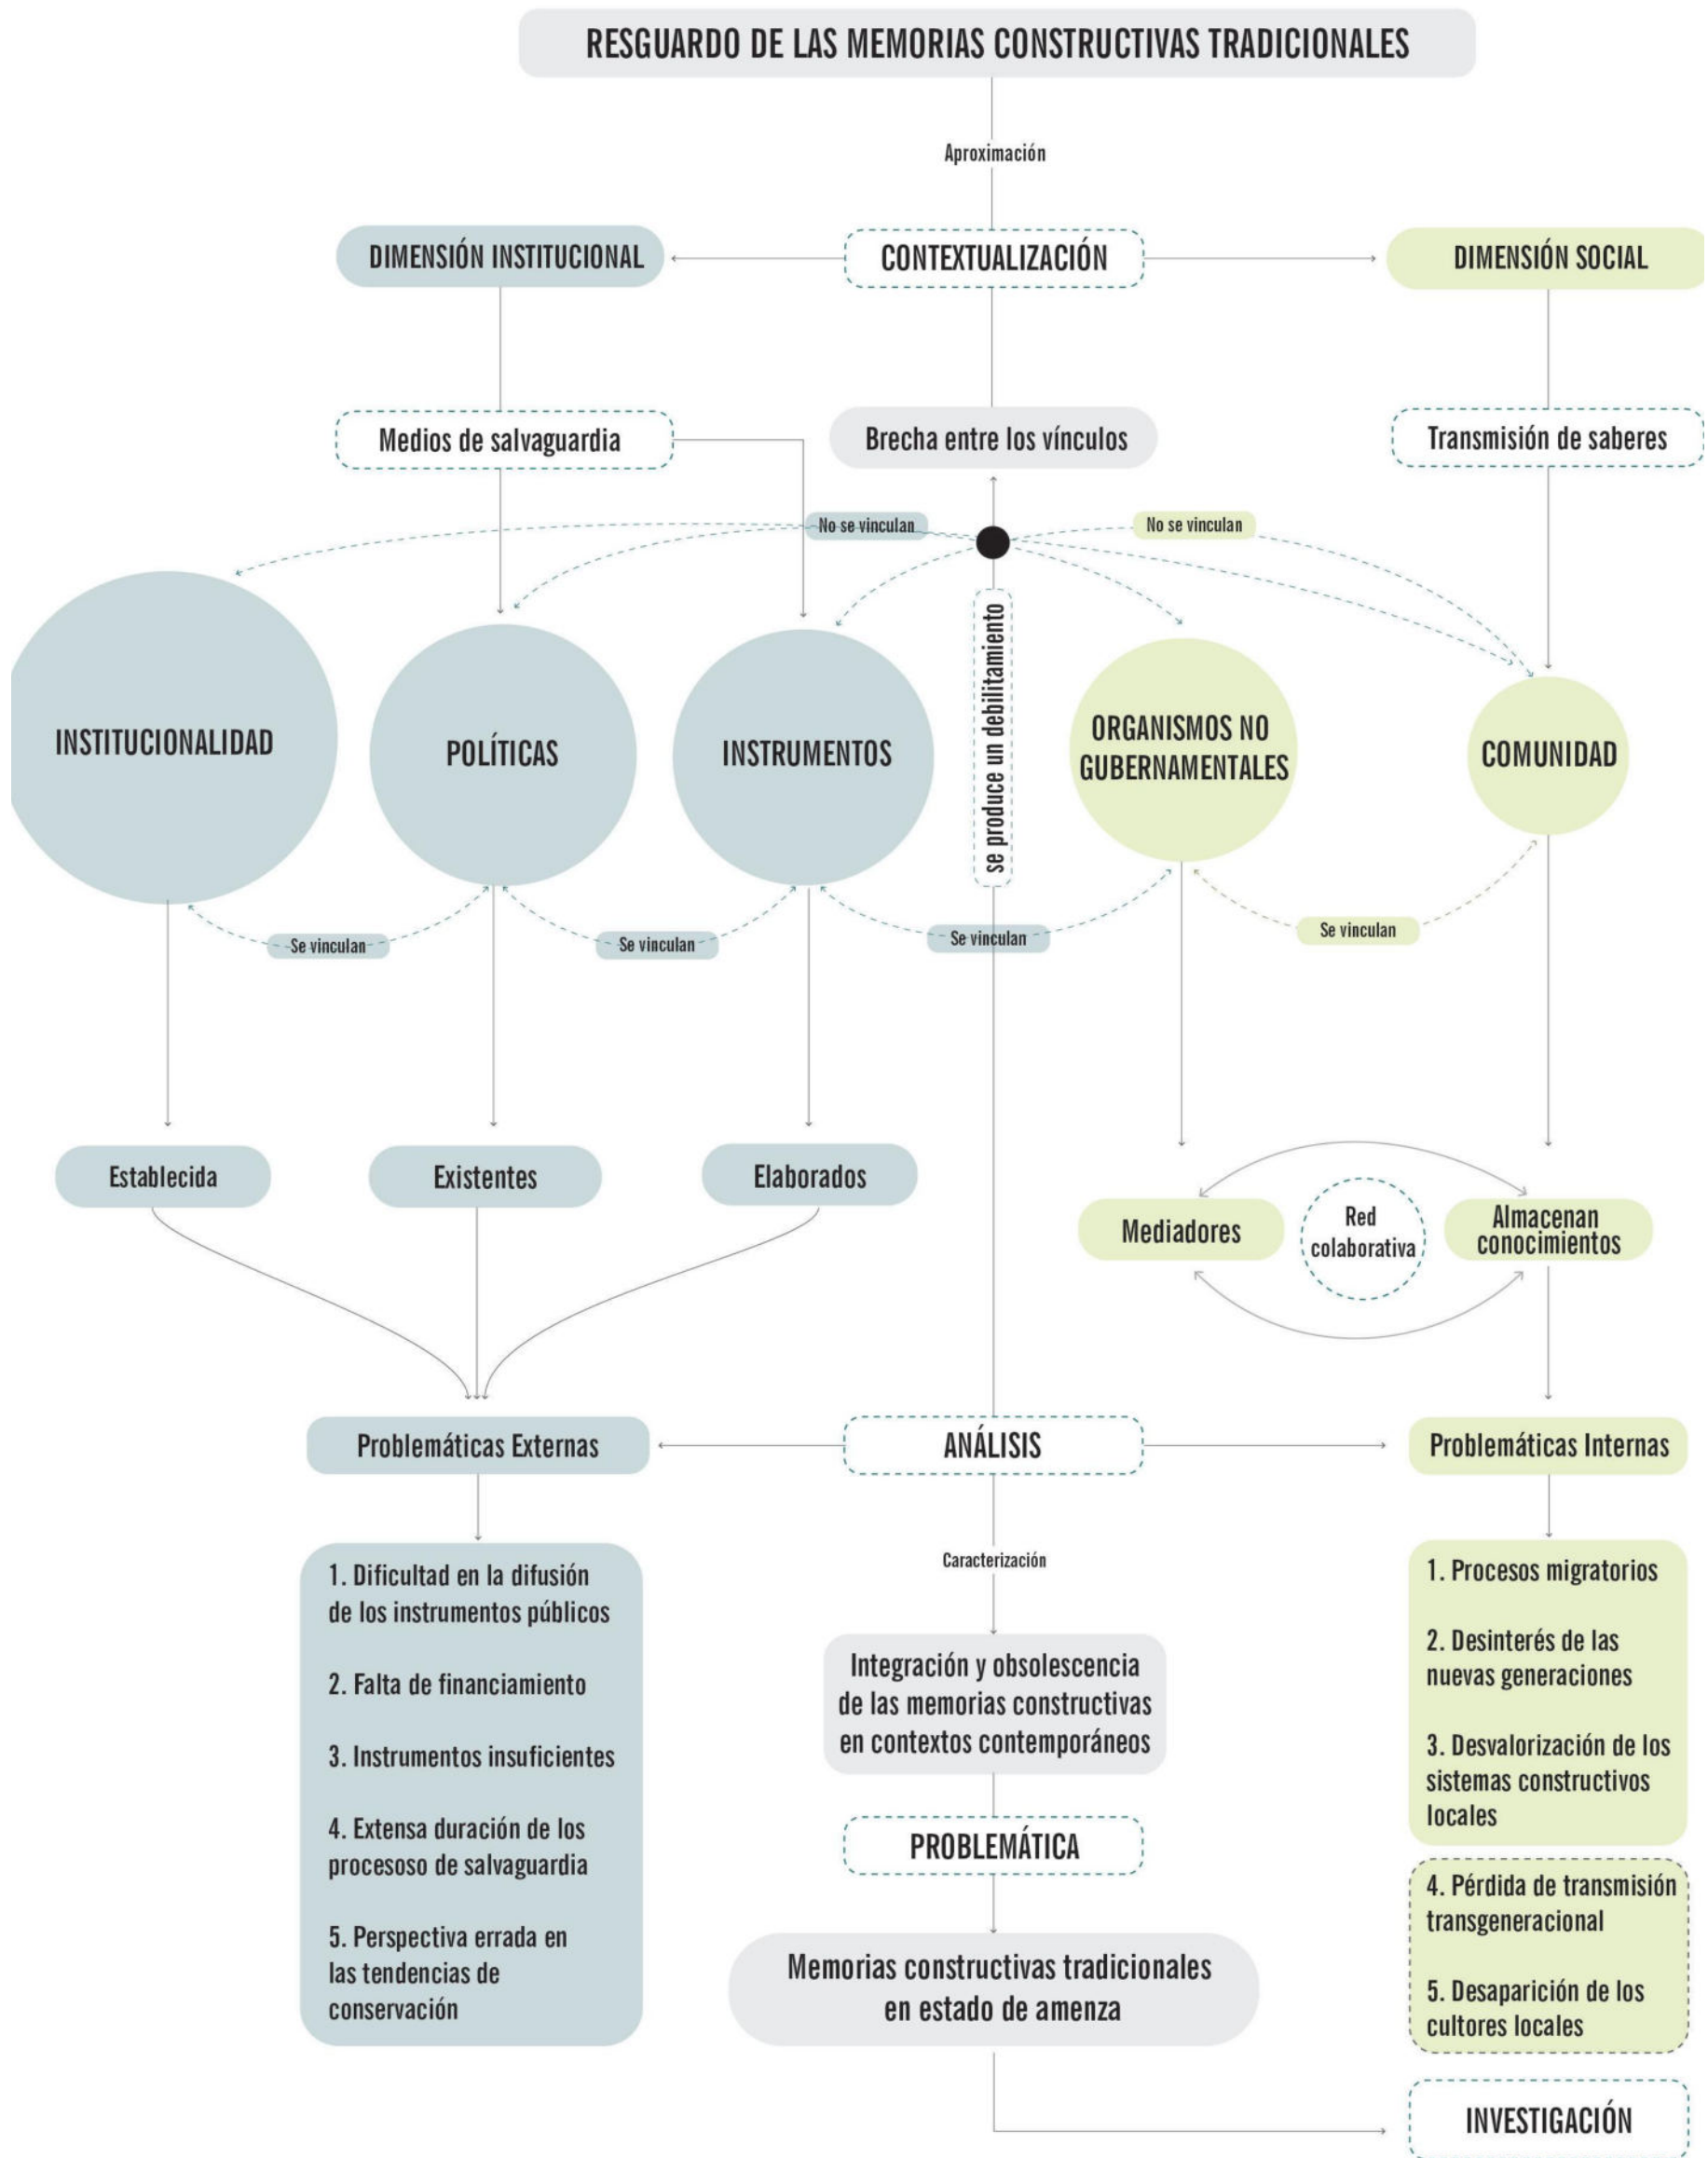 RESGUARDO DE LAS MEMORIAS CONSTRUCTIVAS TRADICIONALES
Aproximación
DIMENSIÓN INSTITUCIONAL
CONTEXTUALIZACIÓN
DIMENSIÓN SOCIAL
Medios de salvaguardia
Brecha entre los vínculos
Transmisión de saberes
No se vinculan
No se vinculan
se produce un debilitamiento
INSTITUCIONALIDAD
POLÍTICAS
INSTRUMENTOS
ORGANISMOS NO
GUBERNAMENTALES
COMUNIDAD
Se vinculan
Se vinculan
Se vinculan
Se vinculan
Establecida
Existentes
Elaborados
Mediadores
Red
colaborativa
Almacenan
conocimientos
Problemáticas Externas
ANÁLISIS
Problemáticas Internas
1. Dificultad en la difusión
de los instrumentos públicos
2. Falta de financiamiento
3. Instrumentos insuficientes
4. Extensa duración de los
procesoso de salvaguardia
5. Perspectiva errada en
las tendencias de
conservación
Caracterización
Integración y obsolescencia
de las memorias constructivas
en contextos contemporáneos
PROBLEMÁTICA
Memorias constructivas tradicionales
en estado de amenza
1. Procesos migratorios
2. Desinterés de las
nuevas generaciones
3. Desvalorización de los
sistemas constructivos
locales
4. Pérdida de transmisión
transgeneracional
5. Desaparición de los
cultores locales
INVESTIGACIÓN